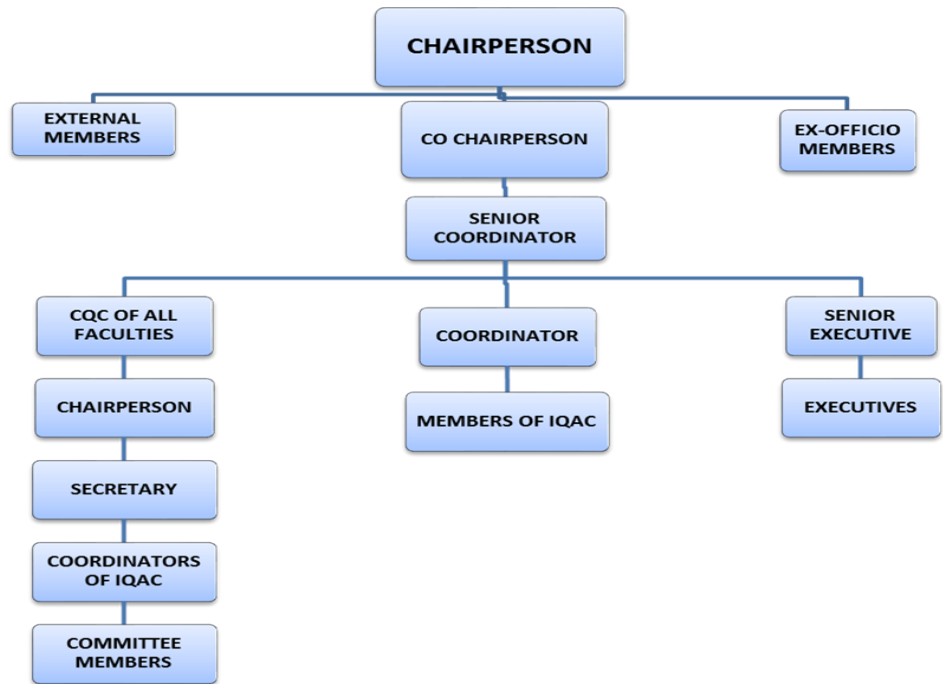 CHAIRPERSON
EXTERNAL
MEMBERS
CO CHAIRPERSON
EX-OFFICIO
MEMBERS
SENIOR
COORDINATOR
CQC OF ALL
FACULTIES
COORDINATOR
SENIOR
EXECUTIVE
CHAIRPERSON
MEMBERS OF IQAC
EXECUTIVES
SECRETARY
COORDINATORS
OF IQAC
COMMITTEE
MEMBERS